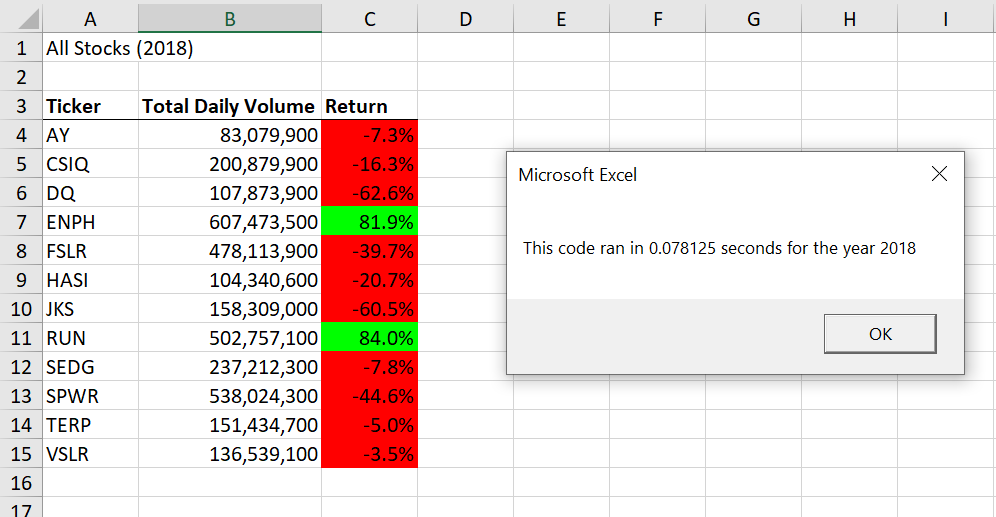 A B C D E F G H I
1 All Stocks (2018)
2
3 Ticker Total Daily Volume Return
4 AY 83,079,900 -7.3%
5 CSIQ 200,879,900 -16.3%
6 DQ 107,873,900 -62.6%
7 ENPH 607,473,500 81.9%
8 FSLR 478,113,900 -39.7%
9 HASI 104,340,600 -20.7%
10 JKS 158,309,000 -60.5%
11 RUN 502,757,100 84.0%
12 SEDG 237,212,300 -7.8%
13 SPWR 538,024,300 -44.6%
14 TERP 151,434,700 -5.0%
15 VSLR 136,539,100 -3.5%
16
17
Microsoft Excel
This code ran in 0.078125 seconds for the year 2018
OK